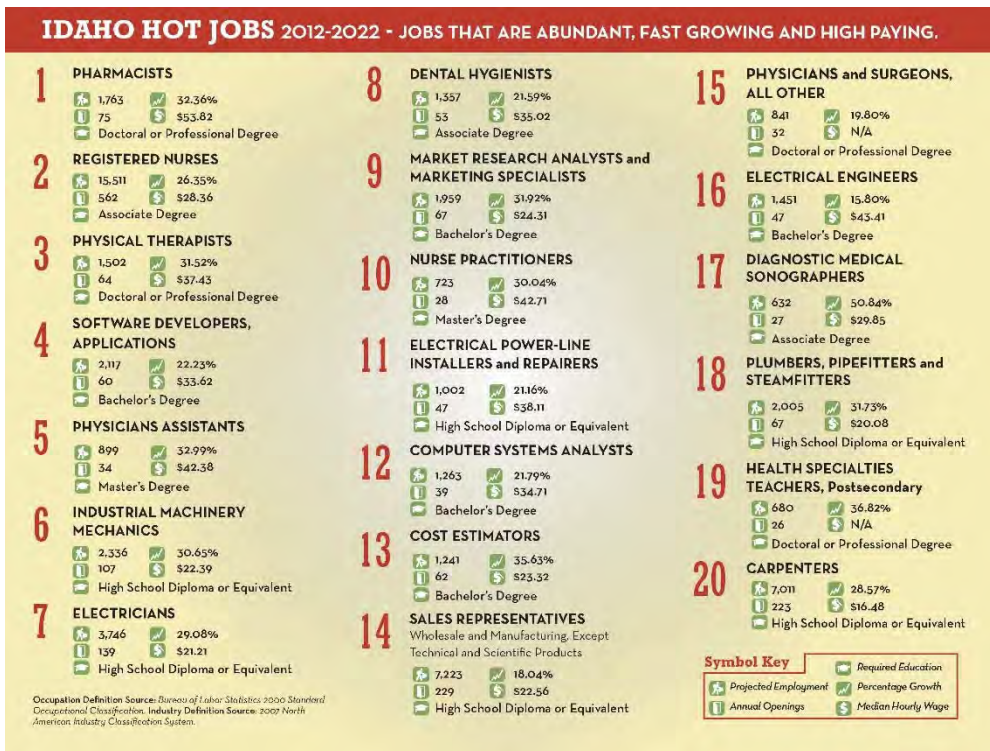 IDAHO HOT JOBS 2012-2022 - JOBS THAT ARE ABUNDANT, FAST GROWING AND HIGH PAYING.
1 PHARMACISTS
1,763 32.36%
75 $53.82
Doctoral or Professional Degree
2 REGISTERED NURSES
15,511 26.35%
562 $28.36
Associate Degree
3 PHYSICAL THERAPISTS
1,502 31.52%
64 $37.43
Doctoral or Professional Degree
4 SOFTWARE DEVELOPERS,
APPLICATIONS
2,117 22.23%
60 $33.62
Bachelor's Degree
5 PHYSICIANS ASSISTANTS
899 32.99%
34 $42.38
Master's Degree
6 INDUSTRIAL MACHINERY
MECHANICS
2,336 30.65%
107 $22.39
High School Diploma or Equivalent
7 ELECTRICIANS
3,746 29.08%
139 $21.21
High School Diploma or Equivalent
Occupation Definition Source: Bureau of Labor Statistics 2000 Standard
Occupational Classification. Industry Definition Source: 2007 North
American Industry Classification System.
8 DENTAL HYGIENISTS
1,357 21.59%
53 $35.02
Associate Degree
9 MARKET RESEARCH ANALYSTS and
MARKETING SPECIALISTS
1,959 31.92%
67 $24.31
Bachelor's Degree
10 NURSE PRACTITIONERS
723 30.04%
28 $42.71
Master's Degree
11 ELECTRICAL POWER-LINE
INSTALLERS and REPAIRERS
1,002 21.16%
47 $38.11
High School Diploma or Equivalent
12 COMPUTER SYSTEMS ANALYSTS
1,263 21.79%
39 $34.71
Bachelor's Degree
13 COST ESTIMATORS
1,241 35.63%
62 $23.32
Bachelor's Degree
14 SALES REPRESENTATIVES
Wholesale and Manufacturing, Except
Technical and Scientific Products
7,223 18.04%
229 $22.56
High School Diploma or Equivalent
15 PHYSICIANS and SURGEONS,
ALL OTHER
841 19.80%
32 N/A
Doctoral or Professional Degree
16 ELECTRICAL ENGINEERS
1,451 15.80%
47 $43.41
Bachelor's Degree
17 DIAGNOSTIC MEDICAL
SONOGRAPHERS
632 50.84%
27 $29.85
Associate Degree
18 PLUMBERS, PIPEFITTERS and
STEAMFITTERS
2,005 31.73%
67 $20.08
High School Diploma or Equivalent
19 HEALTH SPECIALTIES
TEACHERS, Postsecondary
680 36.82%
26 N/A
Doctoral or Professional Degree
20 CARPENTERS
7,011 28.57%
223 $16.48
High School Diploma or Equivalent
Symbol Key
Required Education
Projected Employment Percentage Growth
Annual Openings Median Hourly Wage